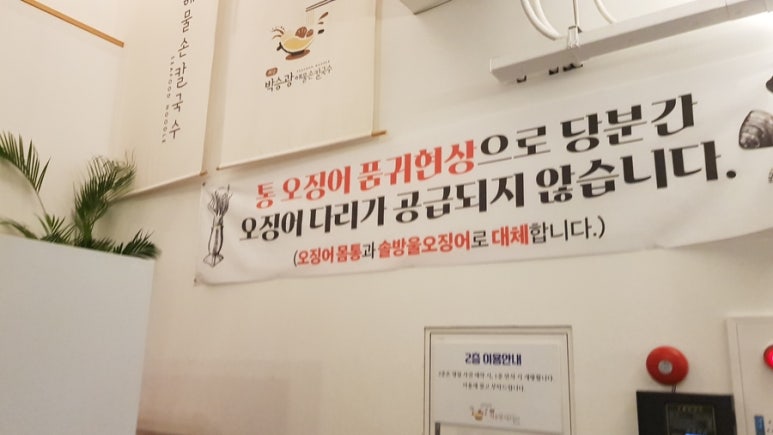 해물손칼국수
SEAFOOD NOODLE
박승광해물손칼국수
통 오징어 품귀현상으로 당분간
오징어 다리가 공급되지 않습니다.
(오징어 몸통과 솔방울오징어로 대체합니다.)
2층 이용안내